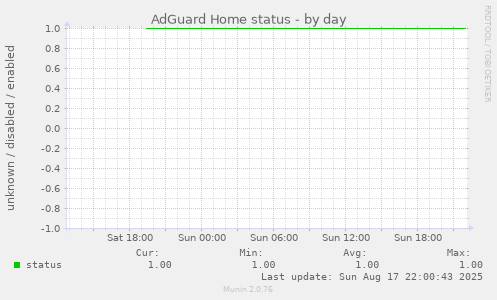 AdGuard Home status - by day
RRDTOOL / TOBI OETIKER
unknown / disabled / enabled
1.0
0.8
0.6
0.4
0.2
0.0
-0.2
-0.4
-0.6
-0.8
-1.0
Sat 18:00 Sun 00:00 Sun 06:00 Sun 12:00 Sun 18:00
Cur: Min: Avg: Max:
status 1.00 1.00 1.00 1.00
Last update: Sun Aug 17 22:00:43 2025
Munin 2.0.76